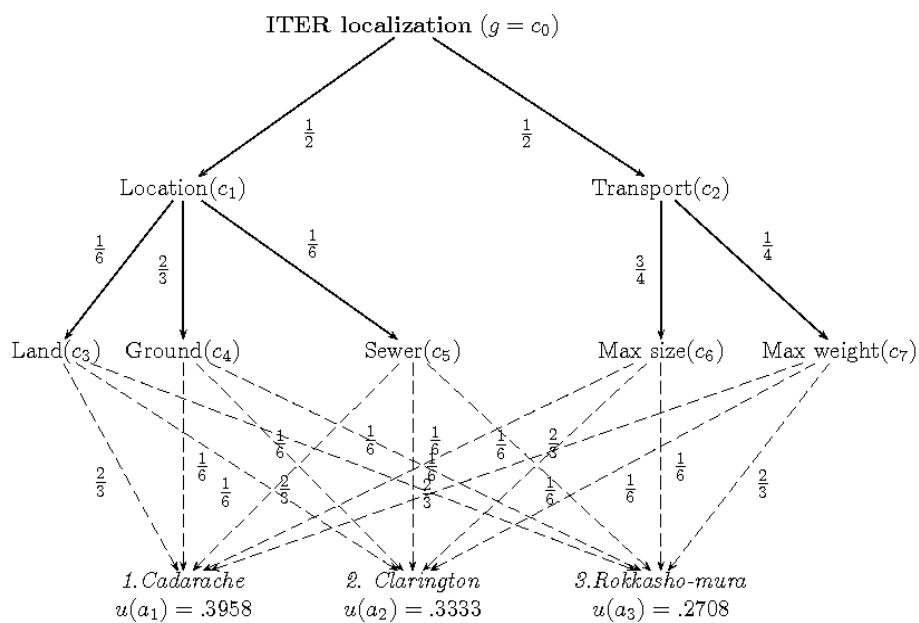 ITER localization (g = c₀)
1/2 1/2
Location(c₁) Transport(c₂)
1/6 2/3 1/6 3/4 1/4
Land(c₃) Ground(c₄) Sewer(c₅) Max size(c₆) Max weight(c₇)
1/6 1/6 1/6 2/3
2/3 1/6 1/6 1/6 2/3
1/6 2/3 2/3 1/6 1/6
1.Cadarache 2. Clarington 3.Rokkasho-mura
u(a₁) = .3958 u(a₂) = .3333 u(a₃) = .2708